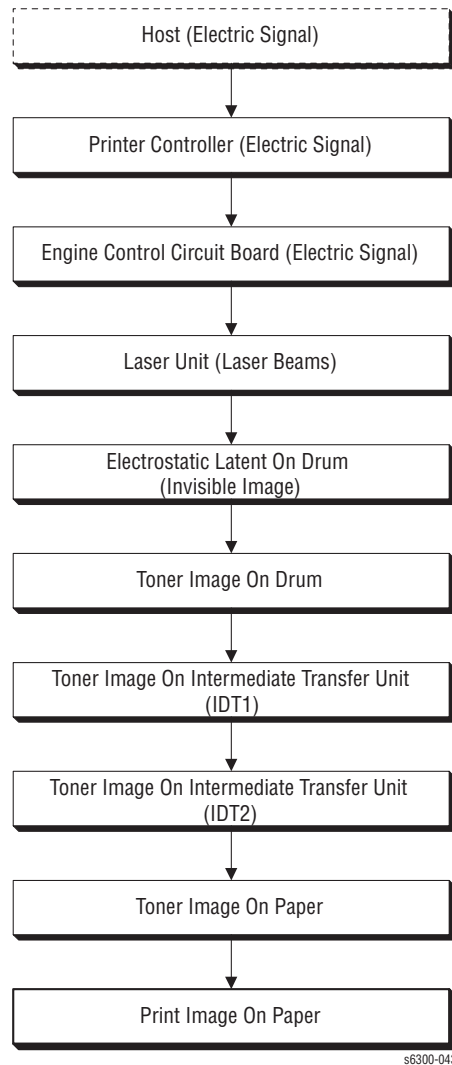 Host (Electric Signal)
Printer Controller (Electric Signal)
Engine Control Circuit Board (Electric Signal)
Laser Unit (Laser Beams)
Electrostatic Latent On Drum
(Invisible Image)
Toner Image On Drum
Toner Image On Intermediate Transfer Unit
(IDT1)
Toner Image On Intermediate Transfer Unit
(IDT2)
Toner Image On Paper
Print Image On Paper
s6300-043